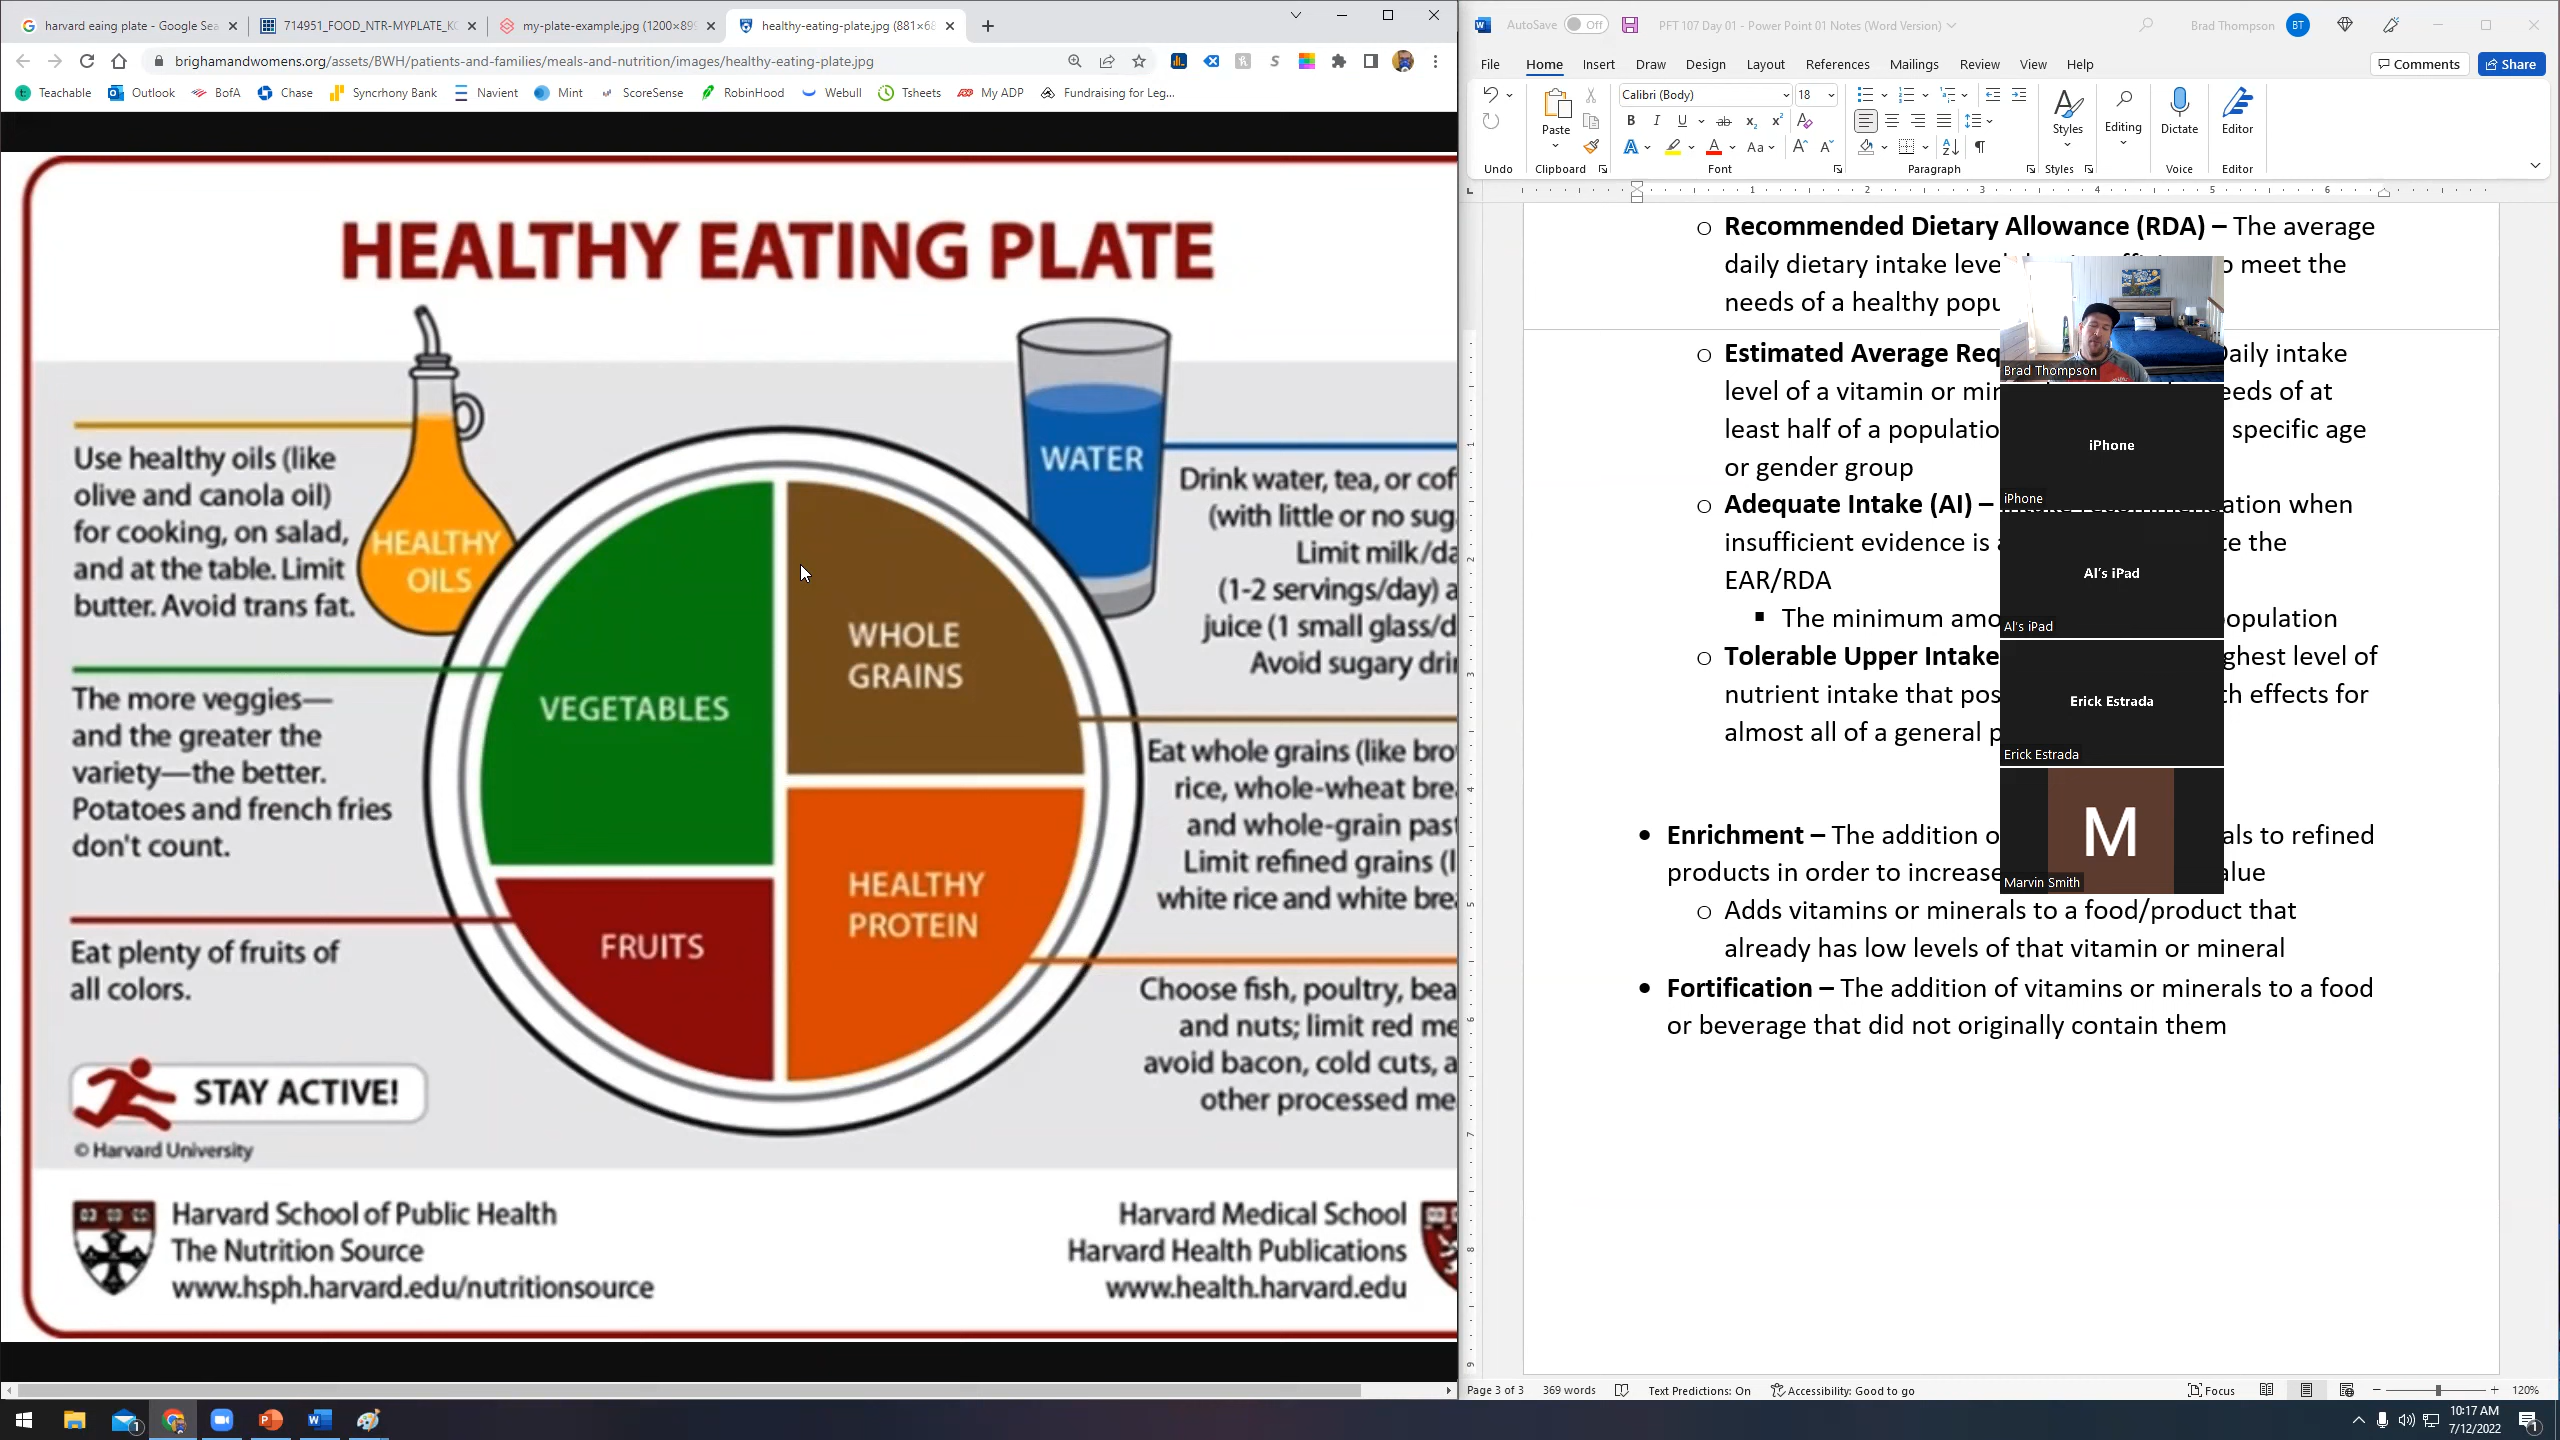 harvard eaing plate - Google Sea
714951_FOOD_NTR-MYPLATE_K
my-plate-example.jpg (1200×899
healthy-eating-plate.jpg (881×68
brighamandwomens.org/assets/BWH/patients-and-families/meals-and-nutrition/images/healthy-eating-plate.jpg
Teachable
Outlook
BofA
Chase
Syncrhony Bank
Navient
Mint
ScoreSense
RobinHood
Webull
Tsheets
My ADP
Fundraising for Leg...
HEALTHY EATING PLATE
Use healthy oils (like
olive and canola oil)
for cooking, on salad,
and at the table. Limit
butter. Avoid trans fat.
HEALTHY
OILS
The more veggies—
and the greater the
variety—the better.
Potatoes and french fries
don't count.
Eat plenty of fruits of
all colors.
STAY ACTIVE!
© Harvard University
VEGETABLES
FRUITS
WHOLE
GRAINS
HEALTHY
PROTEIN
WATER
Drink water, tea, or cof
(with little or no sug
Limit milk/da
(1-2 servings/day) a
juice (1 small glass/d
Avoid sugary dri
Eat whole grains (like bro
rice, whole-wheat bre
and whole-grain past
Limit refined grains (l
white rice and white bre
Choose fish, poultry, bea
and nuts; limit red me
avoid bacon, cold cuts, a
other processed me
Harvard School of Public Health
The Nutrition Source
www.hsph.harvard.edu/nutritionsource
Harvard Medical School
Harvard Health Publications
www.health.harvard.edu
AutoSave Off
PFT 107 Day 01 - Power Point 01 Notes (Word Version)
Brad Thompson BT
File Home Insert Draw Design Layout References Mailings Review View Help
Comments Share
Calibri (Body) 18
Paste
Styles Editing Dictate Editor
Undo Clipboard Font Paragraph Styles Voice Editor
1 2 3 4 5 6
o Recommended Dietary Allowance (RDA) – The average
daily dietary intake leve o meet the
needs of a healthy popu
o Estimated Average Req aily intake
level of a vitamin or min eeds of at
least half of a populatio specific age
or gender group
o Adequate Intake (AI) – ation when
insufficient evidence is a te the
EAR/RDA
▪ The minimum amo opulation
o Tolerable Upper Intake ghest level of
nutrient intake that pos th effects for
almost all of a general p
• Enrichment – The addition o als to refined
products in order to increase alue
o Adds vitamins or minerals to a food/product that
already has low levels of that vitamin or mineral
• Fortification – The addition of vitamins or minerals to a food
or beverage that did not originally contain them
Brad Thompson
iPhone
iPhone
Al's iPad
Al's iPad
Erick Estrada
Erick Estrada
M
Marvin Smith
Page 3 of 3 369 words Text Predictions: On Accessibility: Good to go
Focus 120%
10:17 AM
7/12/2022